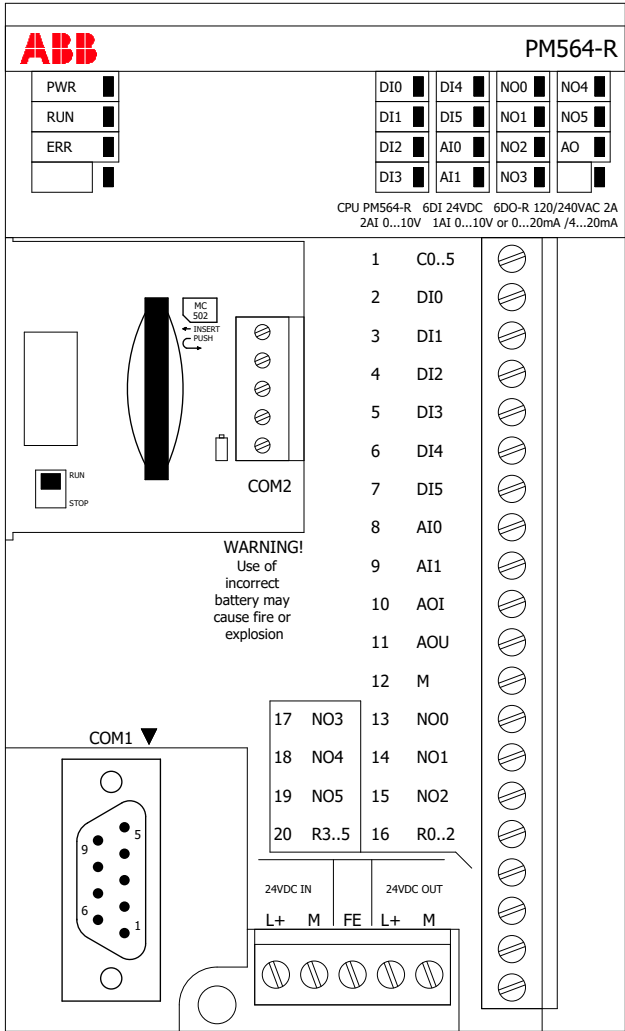 ABB PM564-R
PWR DI0 DI4 NO0 NO4
RUN DI1 DI5 NO1 NO5
ERR DI2 AI0 NO2 AO
DI3 AI1 NO3
CPU PM564-R 6DI 24VDC 6DO-R 120/240VAC 2A
2AI 0...10V 1AI 0...10V or 0...20mA /4...20mA
1 C0..5
2 DI0
3 DI1
4 DI2
5 DI3
6 DI4
7 DI5
8 AI0
9 AI1
10 AOI
11 AOU
12 M
17 NO3 13 NO0
18 NO4 14 NO1
19 NO5 15 NO2
20 R3..5 16 R0..2
MC
502
INSERT
PUSH
RUN
STOP
COM2
WARNING!
Use of
incorrect
battery may
cause fire or
explosion
COM1
5
9
6
1
24VDC IN 24VDC OUT
L+ M FE L+ M